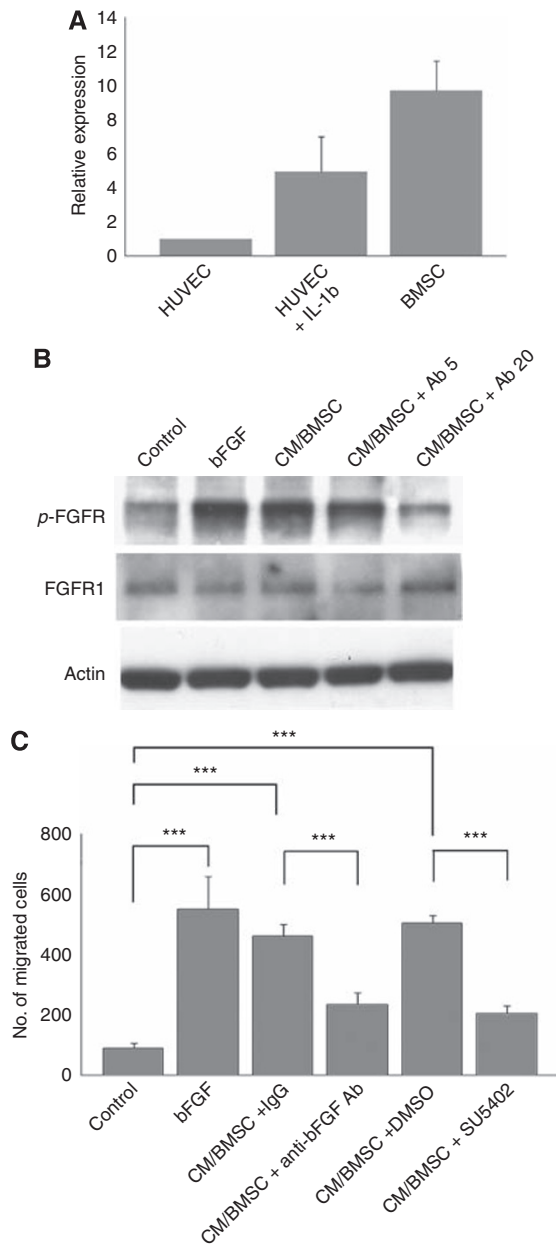 A
14
12
10
8
6
4
2
0
Relative expression
HUVEC
HUVEC
+ IL-1b
BMSC
B
Control
bFGF
CM/BMSC
CM/BMSC + Ab 5
CM/BMSC + Ab 20
p-FGFR
FGFR1
Actin
C
***
***
***
***
***
800
600
400
200
0
No. of migrated cells
Control
bFGF
CM/BMSC +IgG
CM/BMSC + anti-bFGF Ab
CM/BMSC +DMSO
CM/BMSC + SU5402